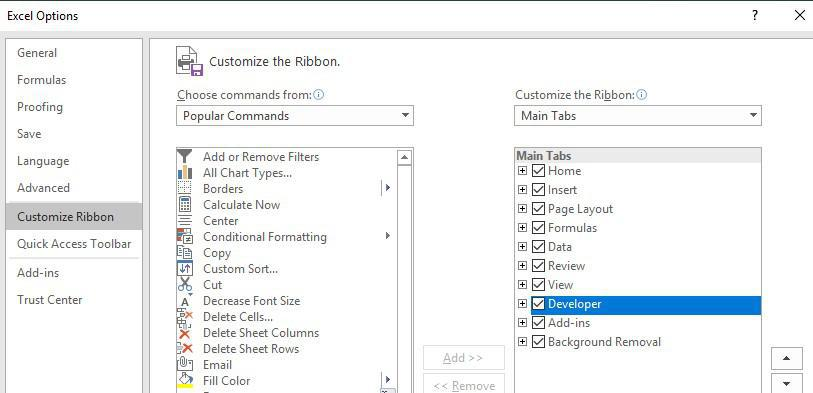 Excel Options
General
Formulas
Proofing
Save
Language
Advanced
Customize Ribbon
Quick Access Toolbar
Add-ins
Trust Center
Customize the Ribbon.
Choose commands from:
Popular Commands
Add or Remove Filters
All Chart Types...
Borders
Calculate Now
Center
Conditional Formatting
Copy
Custom Sort...
Cut
Decrease Font Size
Delete Cells...
Delete Sheet Columns
Delete Sheet Rows
Email
Fill Color
Add >>
<< Remove
Customize the Ribbon:
Main Tabs
Main Tabs
Home
Insert
Page Layout
Formulas
Data
Review
View
Developer
Add-ins
Background Removal